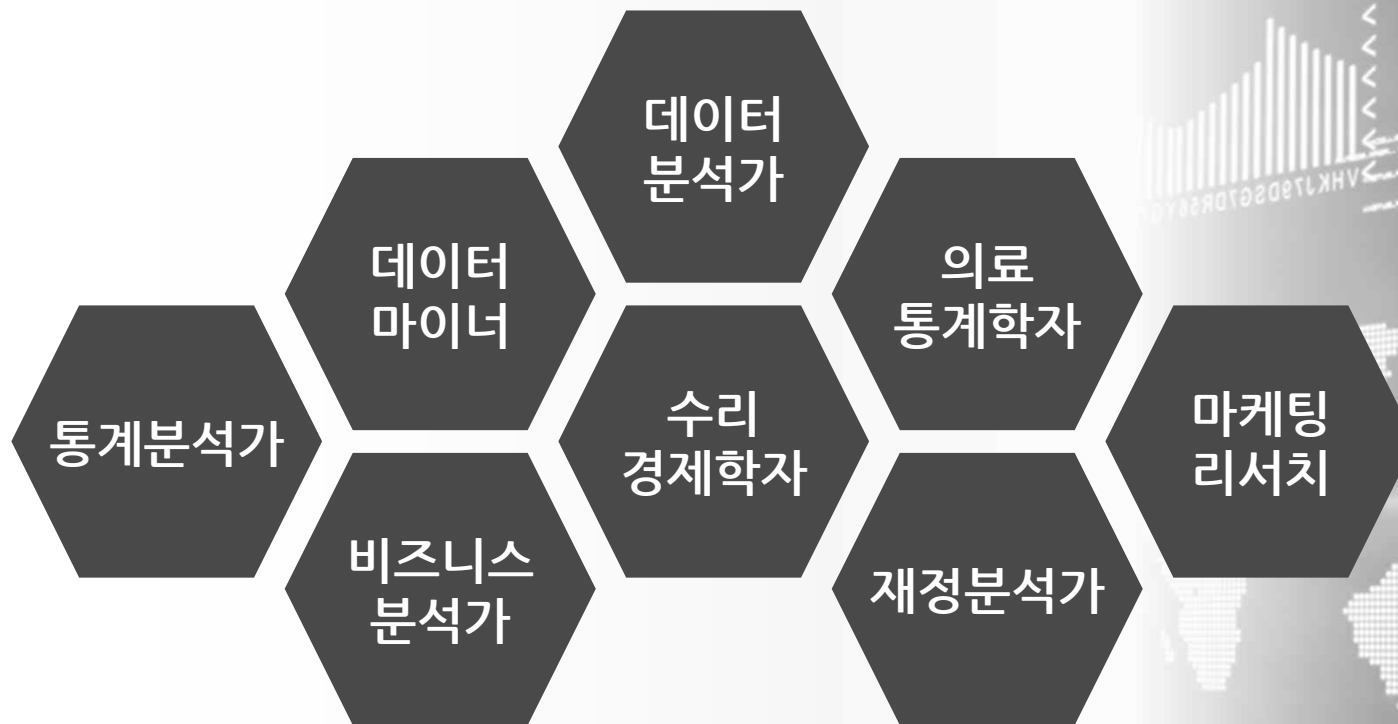 데이터
분석가
데이터
마이너
의료
통계학자
통계분석가
수리
경제학자
마케팅
리서치
비즈니스
분석가
재정분석가